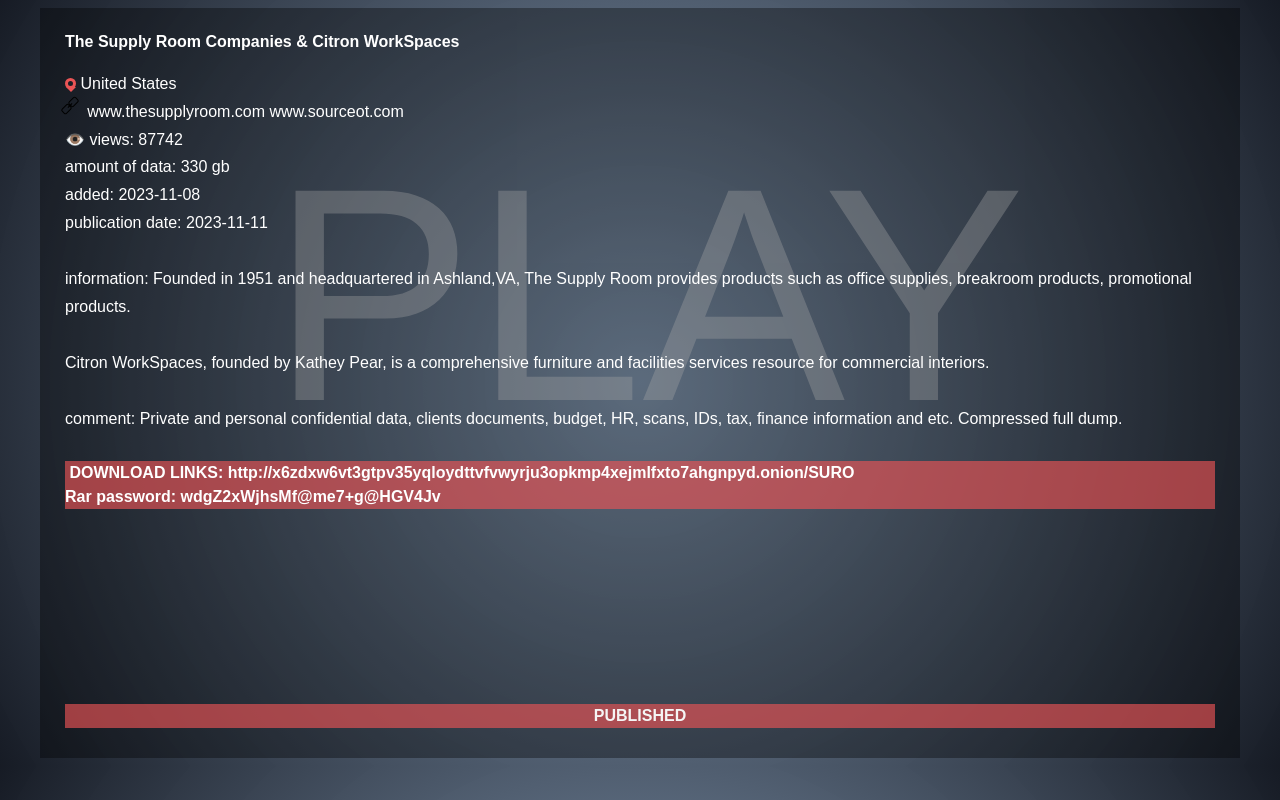 The Supply Room Companies & Citron WorkSpaces
United States
www.thesupplyroom.com www.sourceot.com
views: 87742
amount of data: 330 gb
added: 2023-11-08
publication date: 2023-11-11
PLAY
information: Founded in 1951 and headquartered in Ashland,VA, The Supply Room provides products such as office supplies, breakroom products, promotional
products.
Citron WorkSpaces, founded by Kathey Pear, is a comprehensive furniture and facilities services resource for commercial interiors.
comment: Private and personal confidential data, clients documents, budget, HR, scans, IDs, tax, finance information and etc. Compressed full dump.
DOWNLOAD LINKS: http://x6zdxw6vt3gtpv35yqloydttvfvwyrju3opkmp4xejmlfxto7ahgnpyd.onion/SURO
Rar password: wdgZ2xWjhsMf@me7+g@HGV4Jv
PUBLISHED